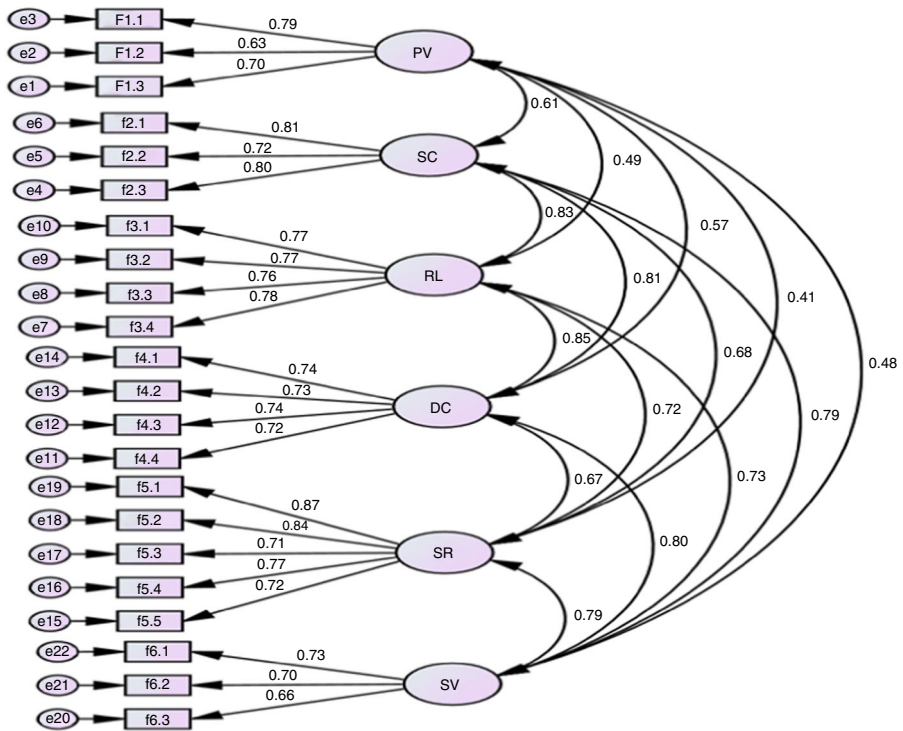 e3 F1.1 0.79
e2 F1.2 0.63 PV
e1 F1.3 0.70
0.61
e6 f2.1 0.81
e5 f2.2 0.72 SC 0.49
e4 f2.3 0.80
0.83 0.57
e10 f3.1 0.77
e9 f3.2 0.77
RL 0.81
e8 f3.3 0.76 0.41
e7 f3.4 0.78
0.85 0.68
e14 f4.1 0.74 0.48
e13 f4.2 0.73
DC 0.72 0.79
e12 f4.3 0.74
e11 f4.4 0.72
0.67 0.73
e19 f5.1 0.87
e18 f5.2 0.84
0.80
e17 f5.3 0.71 SR
e16 f5.4 0.77
e15 f5.5 0.72 0.79
e22 f6.1 0.73
e21 f6.2 0.70 SV
e20 f6.3 0.66